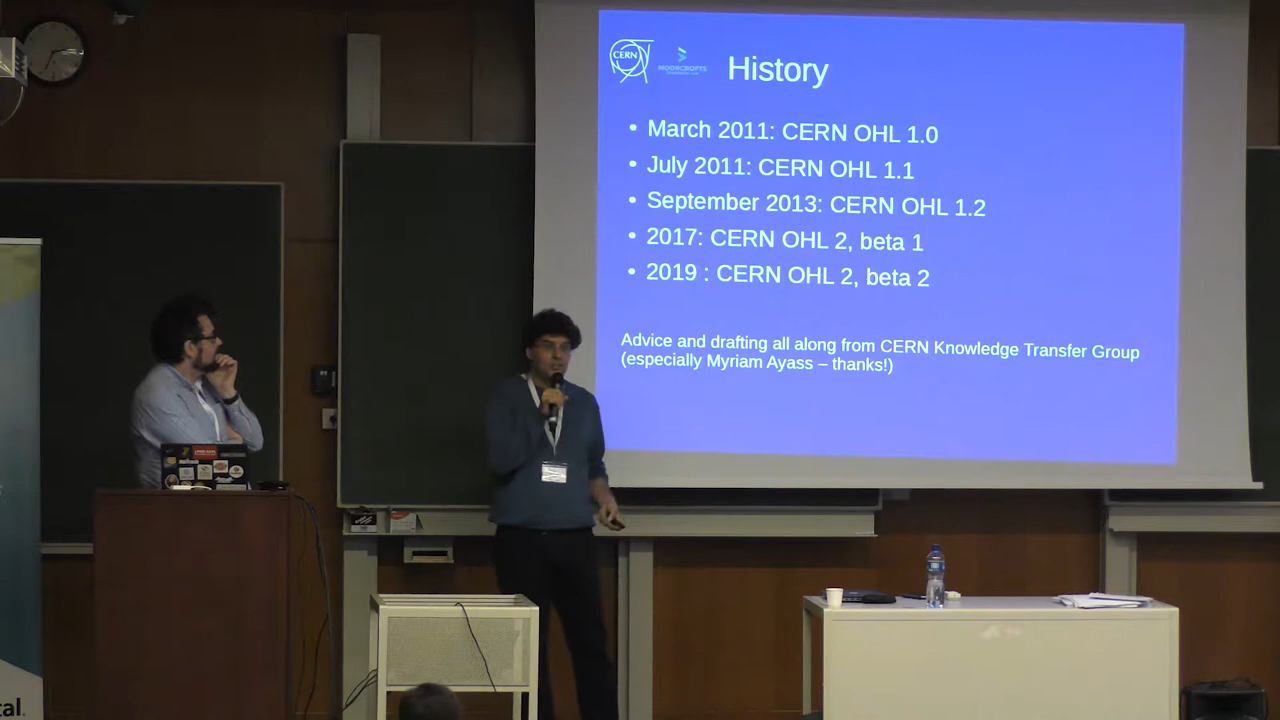 CERN
MOORCROFTS
History
• March 2011: CERN OHL 1.0
• July 2011: CERN OHL 1.1
• September 2013: CERN OHL 1.2
• 2017: CERN OHL 2, beta 1
• 2019 : CERN OHL 2, beta 2
Advice and drafting all along from CERN Knowledge Transfer Group
(especially Myriam Ayass – thanks!)
tal.